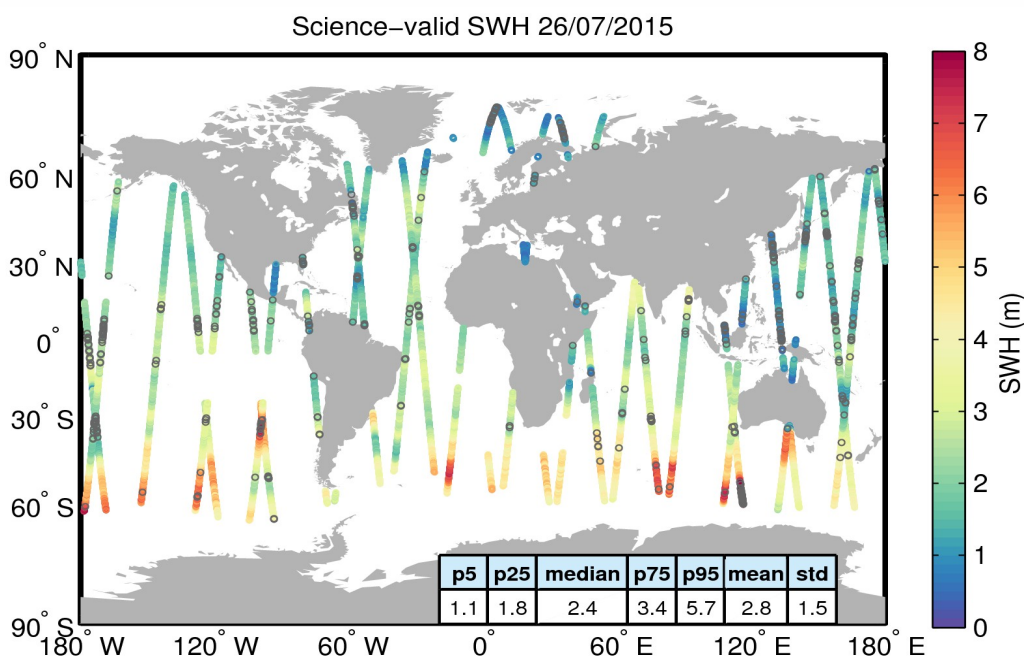 Science−valid SWH 26/07/2015
90° N
60° N
30° N
0°
30° S
60° S
90° S
180° W
120° W
60° W
0°
60° E
120° E
180° E
p5 p25 median p75 p95 mean std
1.1 1.8 2.4 3.4 5.7 2.8 1.5
8
7
6
5
4
3
2
1
0
SWH (m)